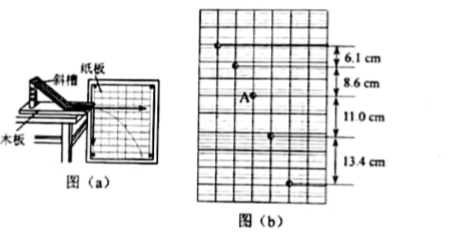 斜槽
纸板
木板
图（a）
A
6.1 cm
8.6 cm
11.0 cm
13.4 cm
图（b）